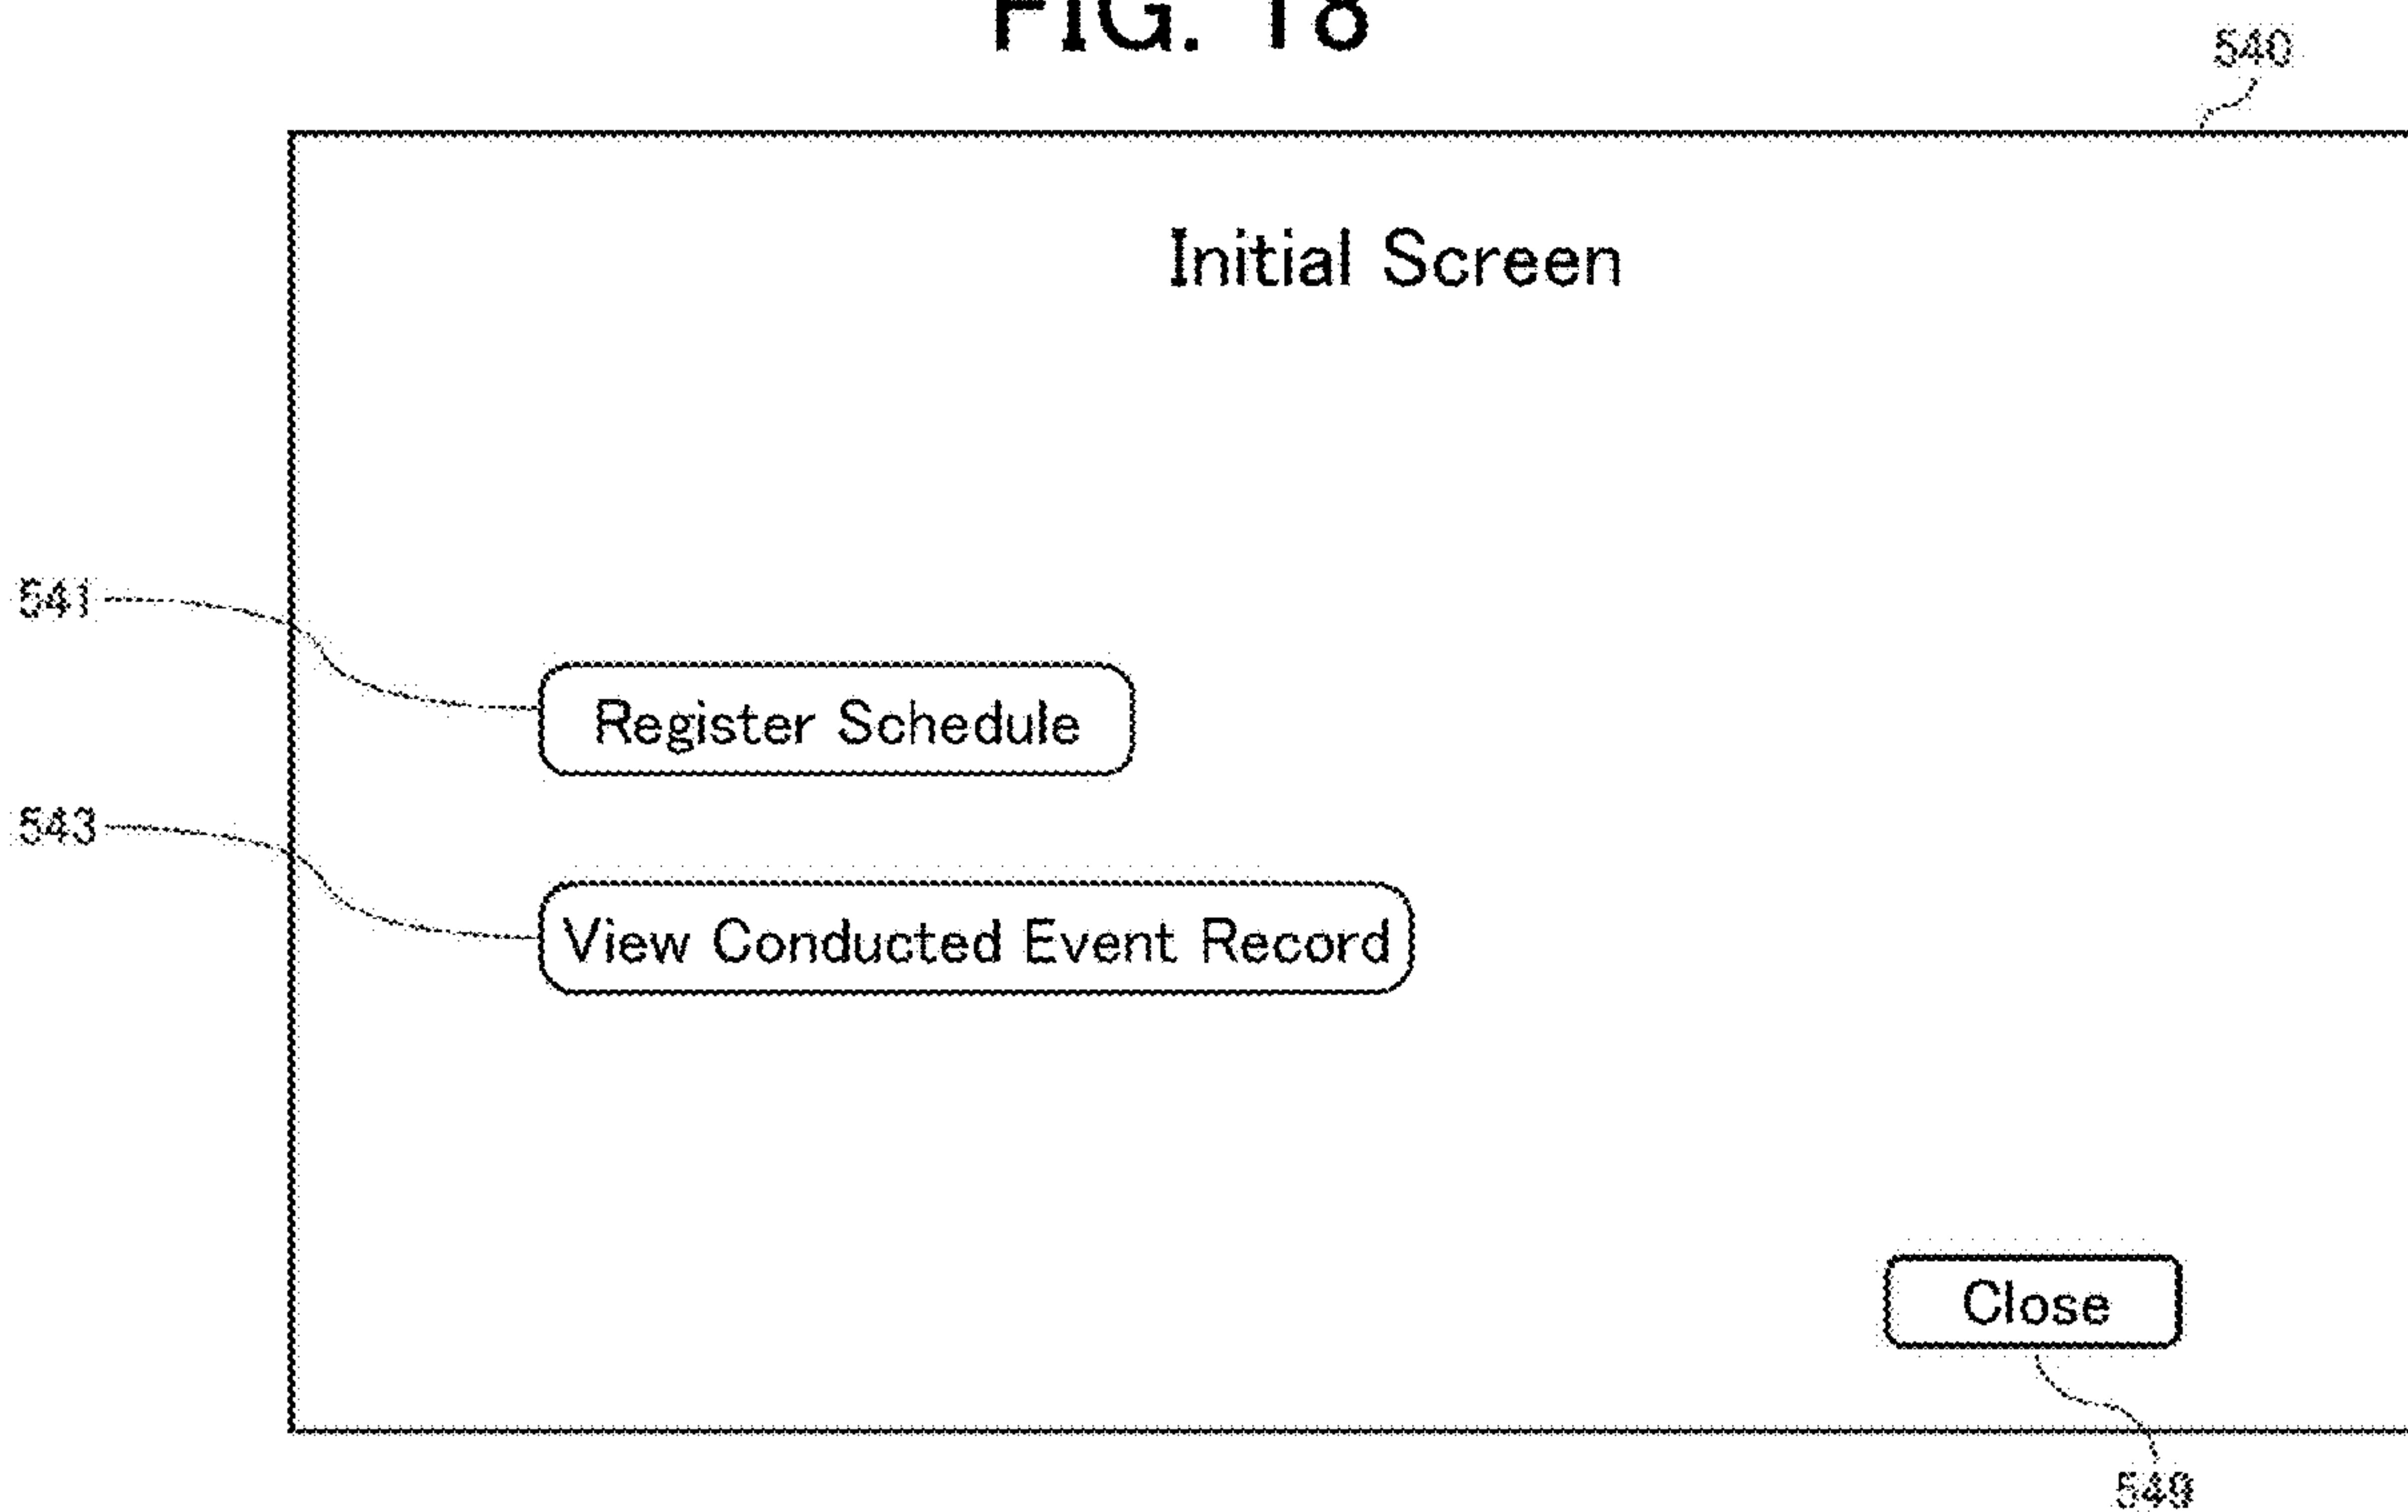 FIG. 18
540
Initial Screen
541
Register Schedule
543
View Conducted Event Record
Close
549